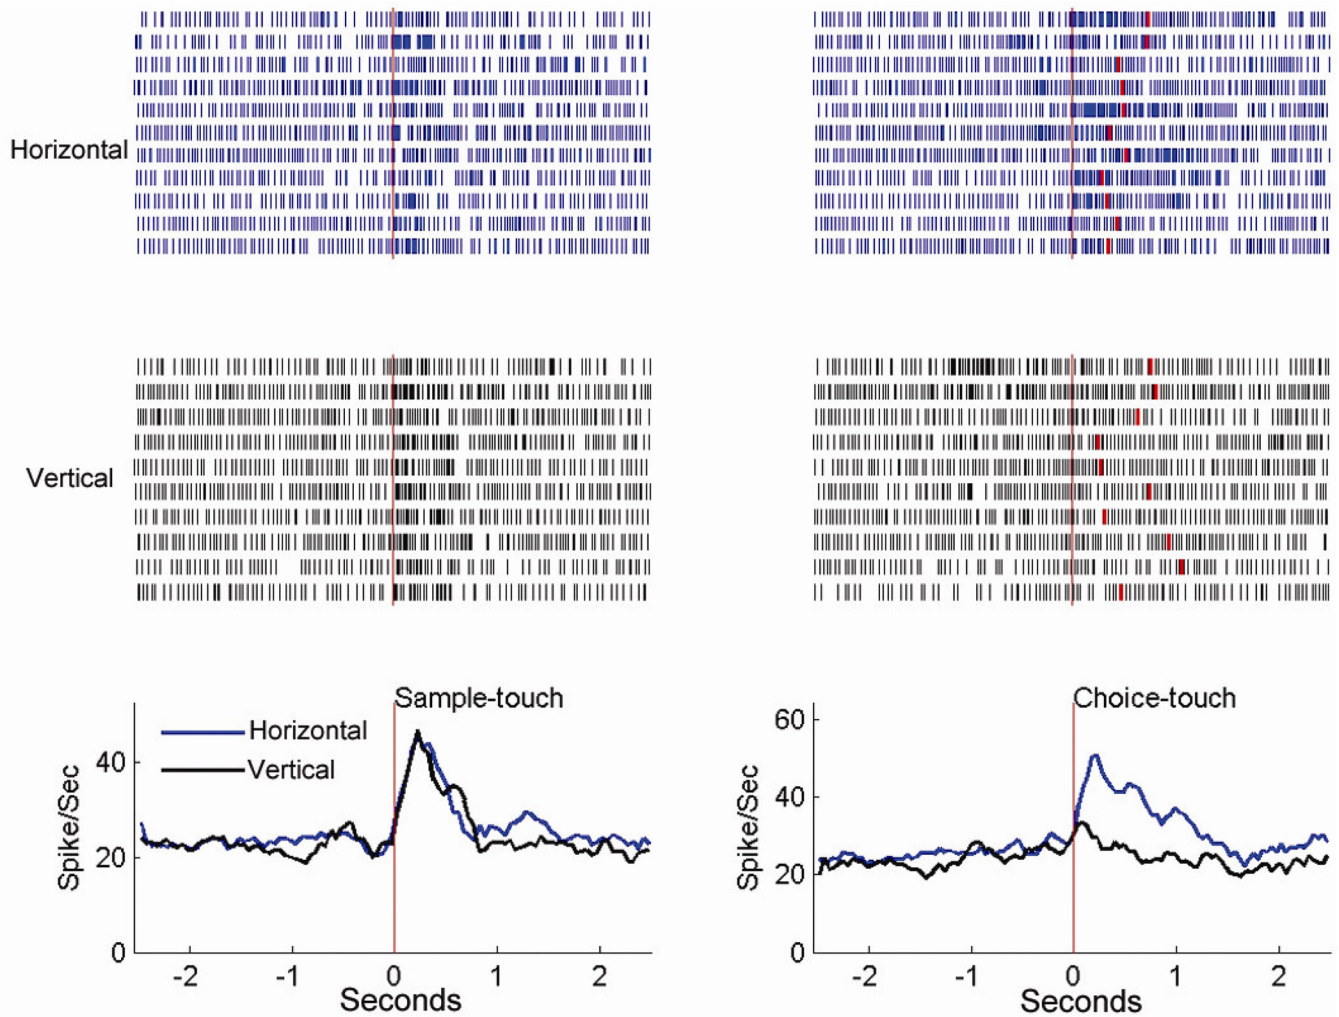 Horizontal
Vertical
Sample-touch
Horizontal
Vertical
Spike/Sec
40
20
0
-2
-1
0
1
2
Seconds
Choice-touch
Spike/Sec
60
40
20
0
-2
-1
0
1
2
Seconds